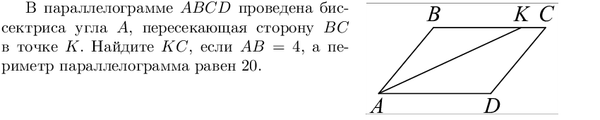 В параллелограмме ABCD проведена бис-
сектриса угла A, пересекающая сторону BC
в точке K. Найдите KC, если AB = 4, а пе-
риметр параллелограмма равен 20.
B K C
A D